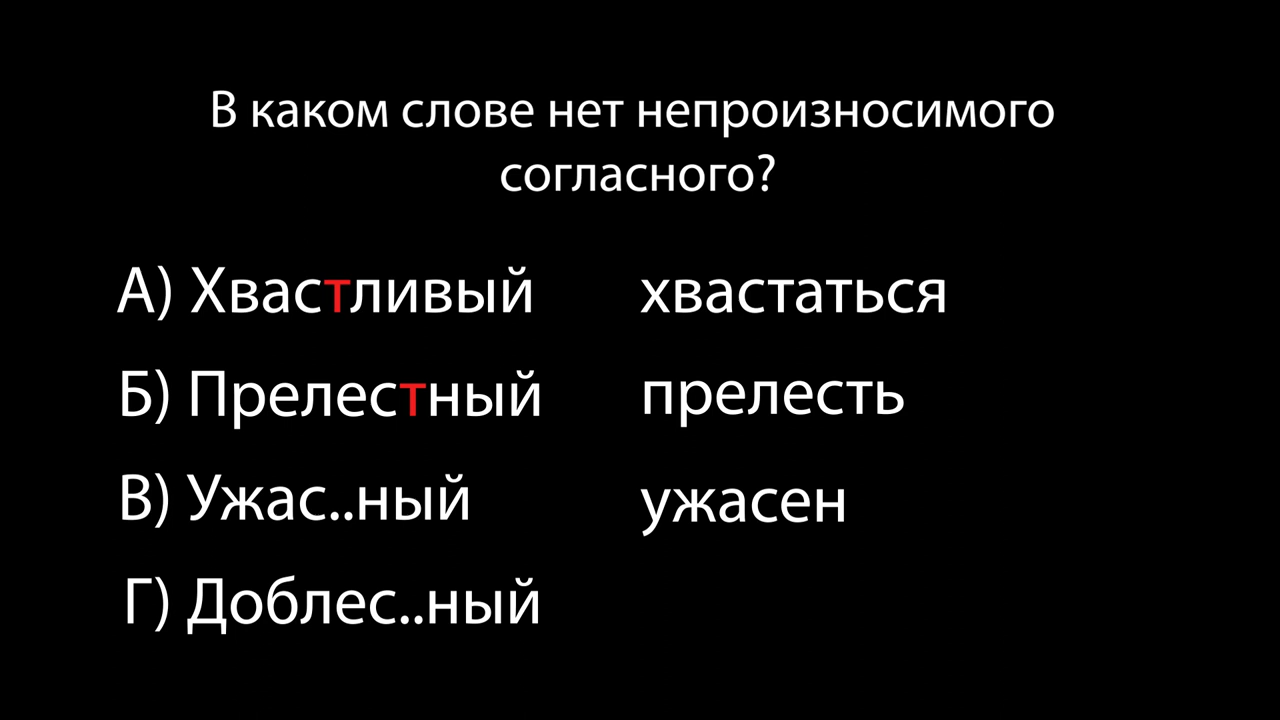 В каком слове нет непроизносимого
согласного?
А) Хвастливый хвастаться
Б) Прелестный прелесть
В) Ужас..ный ужасен
Г) Доблес..ный